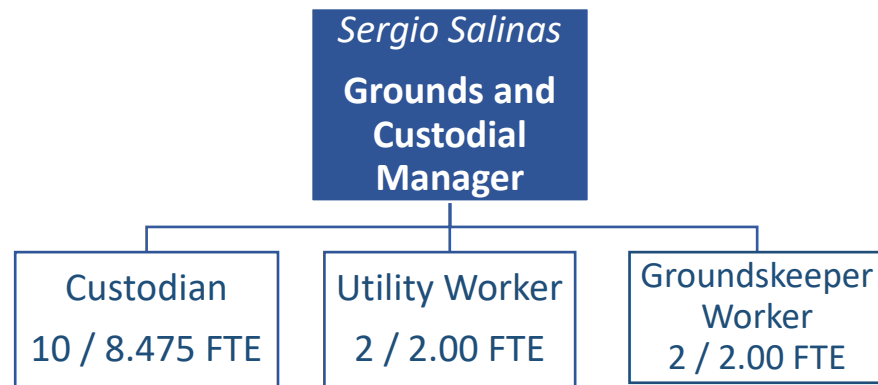 Sergio Salinas
Grounds and
Custodial
Manager
Custodian
10 / 8.475 FTE
Utility Worker
2 / 2.00 FTE
Groundskeeper
Worker
2 / 2.00 FTE